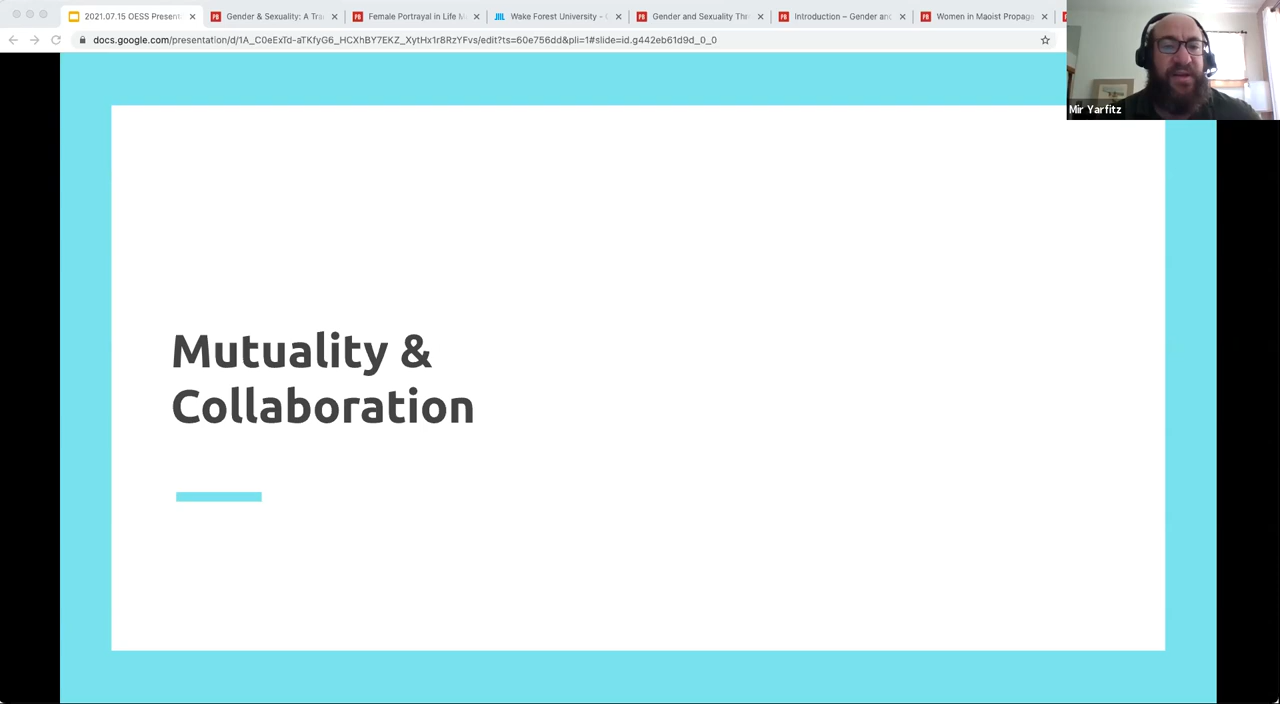 2021.07.15 OESS Present
Gender & Sexuality: A Tra
Female Portrayal in Life M
Wake Forest University -
Gender and Sexuality Thr
Introduction – Gender and
Women in Maoist Propaga
docs.google.com/presentation/d/1A_C0eExTd-aTKfyG6_HCXhBY7EKZ_XytHx1r8RzYFvs/edit?ts=60e756dd&pli=1#slide=id.g442eb61d9d_0_0
Mir Yarfitz
Mutuality &
Collaboration